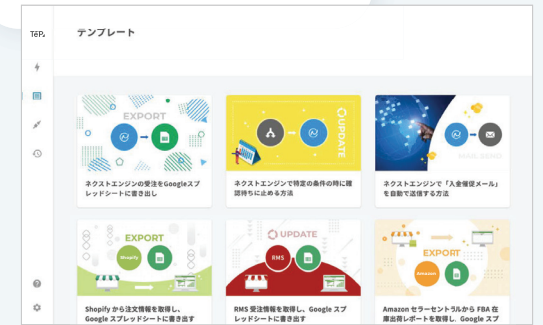 TēPs
テンプレート
EXPORT
ネクストエンジンの受注をGoogleスプ
レッドシートに書き出し
UPDATE
ネクストエンジンで特定の条件の時に確
認待ちに止める方法
MAIL SEND
ネクストエンジンで「入金催促メール」
を自動で送信する方法
EXPORT
Shopify
Shopify から注文情報を取得し、
Google スプレッドシートに書き出す
UPDATE
RMS
RMS 受注情報を取得し、Google スプ
レッドシートに書き出す
EXPORT
Amazon
Amazon セラーセントラルから FBA 在
庫出荷レポートを取得し、Google スプ